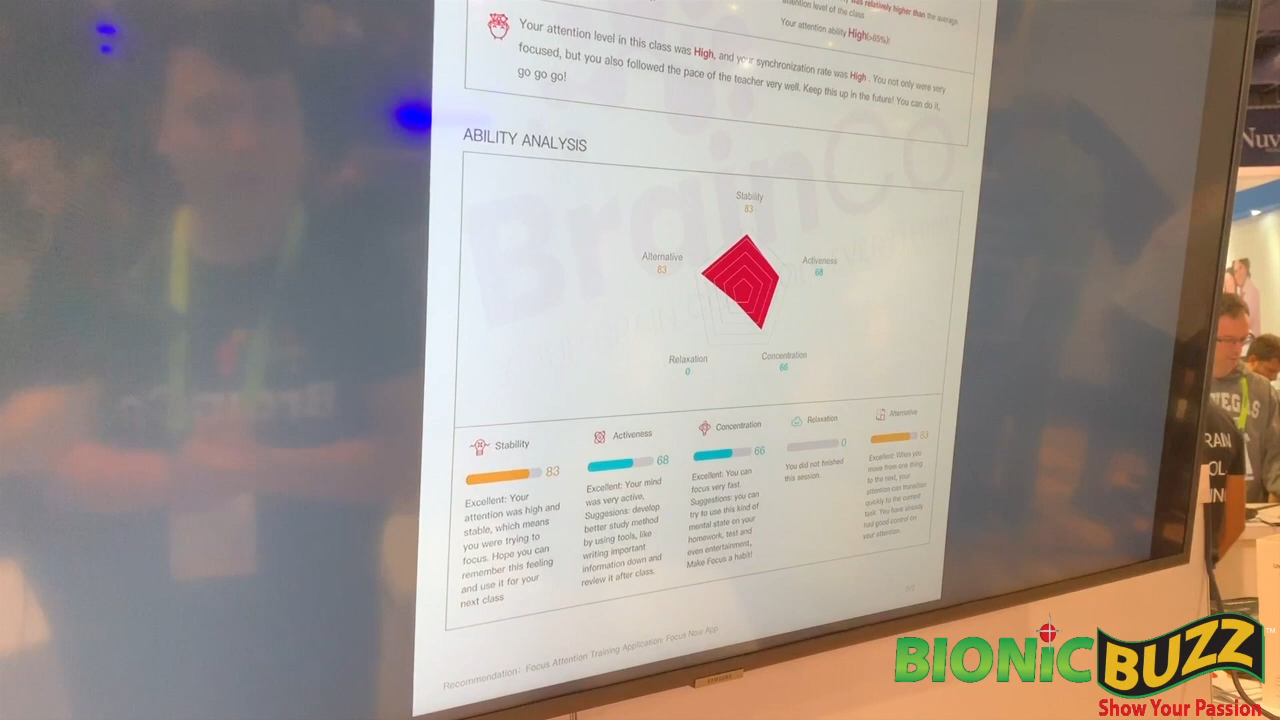 was relatively higher than the average
attention level of the class
Your attention ability High(>65%)!
Your attention level in this class was High, and your synchronization rate was High . You not only were very
focused, but you also followed the pace of the teacher very well. Keep this up in the future! You can do it,
go go go!
ABILITY ANALYSIS
BrainCo
Stability
83
Alternative
83
Activeness
68
Relaxation
0
Concentration
66
Stability
83
Excellent: Your
attention was high and
stable, which means
you were trying to
focus. Hope you can
remember this feeling
and use it for your
next class
Activeness
68
Excellent: Your mind
was very active,
Suggesions: develop
better study method
by using tools, like
writing important
information down and
review it after class.
Concentration
66
Excellent: You can
focus very fast.
Suggestions: you can
try to use this kind of
mental state on your
homework, test and
even entertainment,
Make Focus a habit!
Relaxation
0
You did not finished
this session.
Alternative
83
Excellent: When you
move from one thing
to the next, your
attention can transition
quickly to the current
task. You have already
had good control on
your attention.
Recommendation: Focus Attention Training Application: Focus Now App
SAMSUNG
Nuv
VEGAS
BIONIC BUZZ
TM
Show Your Passion